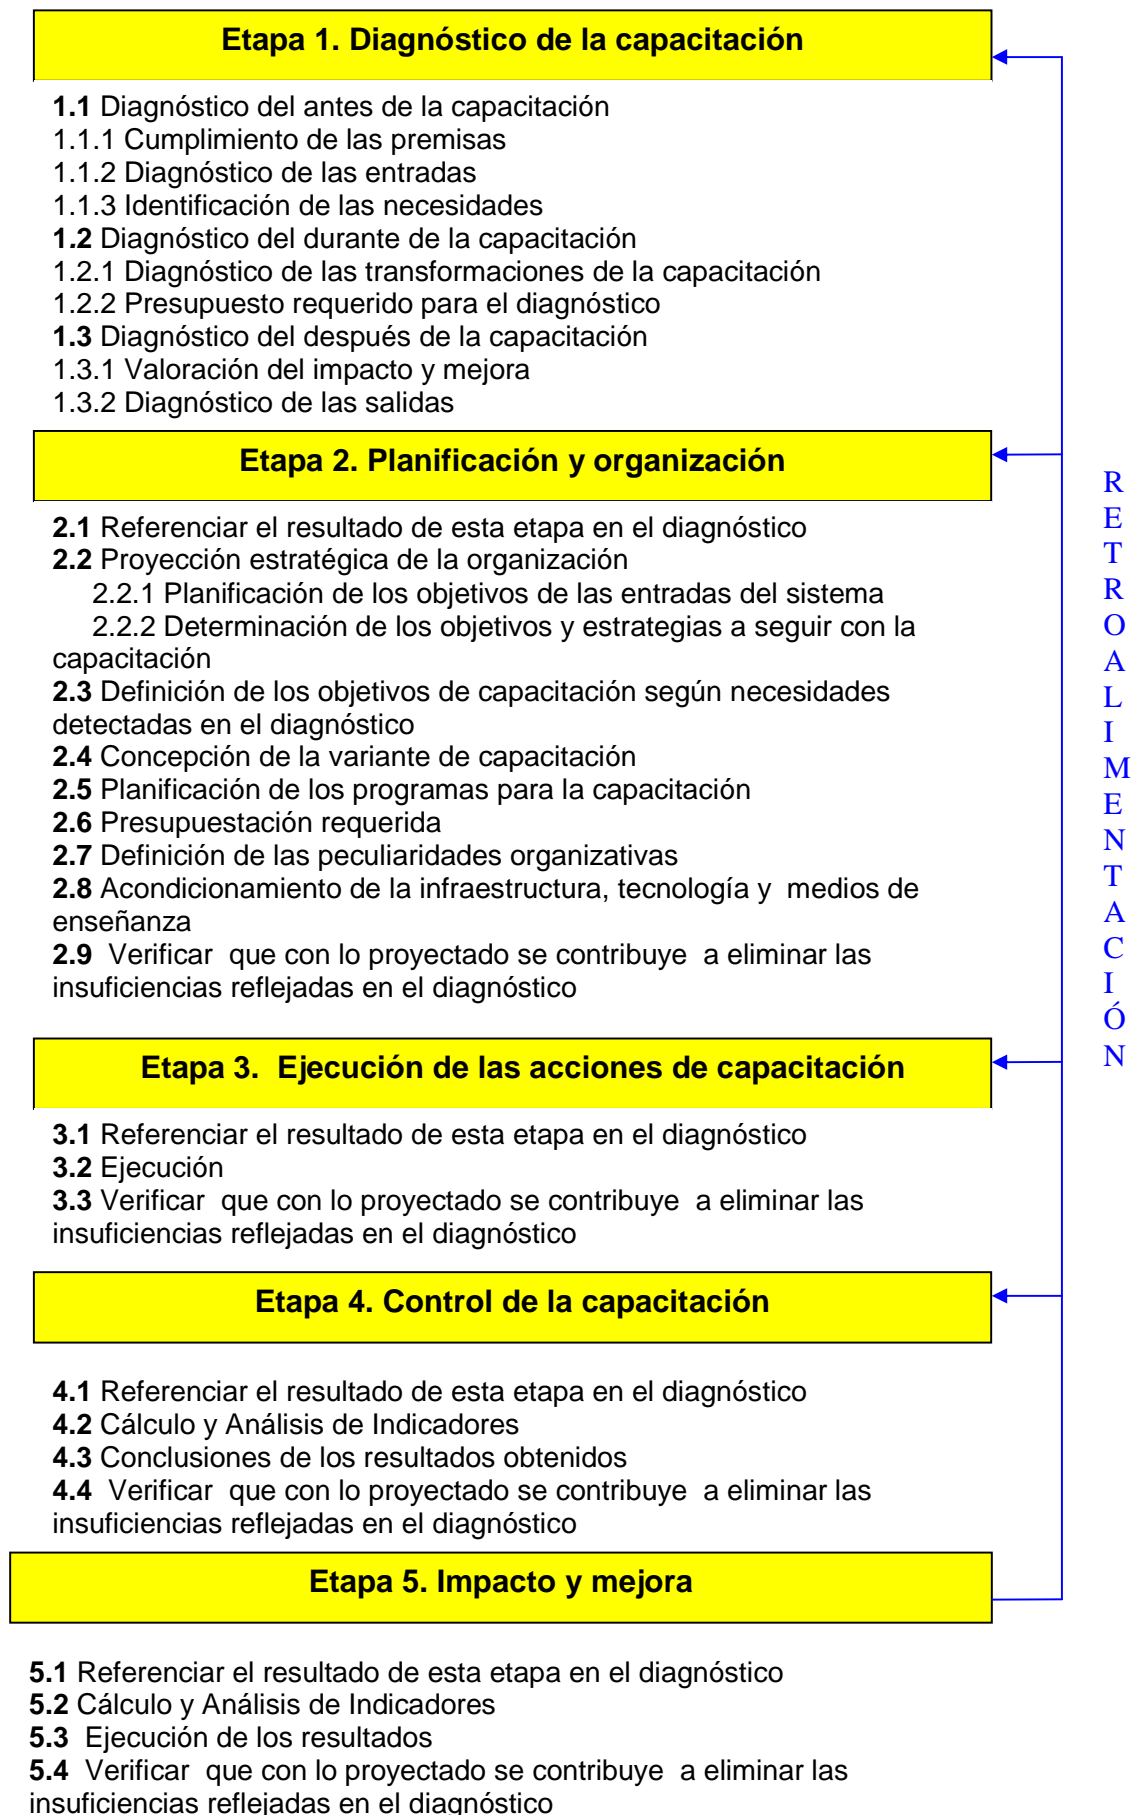 Etapa 1. Diagnóstico de la capacitación
1.1 Diagnóstico del antes de la capacitación
1.1.1 Cumplimiento de las premisas
1.1.2 Diagnóstico de las entradas
1.1.3 Identificación de las necesidades
1.2 Diagnóstico del durante de la capacitación
1.2.1 Diagnóstico de las transformaciones de la capacitación
1.2.2 Presupuesto requerido para el diagnóstico
1.3 Diagnóstico del después de la capacitación
1.3.1 Valoración del impacto y mejora
1.3.2 Diagnóstico de las salidas
Etapa 2. Planificación y organización
2.1 Referenciar el resultado de esta etapa en el diagnóstico
2.2 Proyección estratégica de la organización
2.2.1 Planificación de los objetivos de las entradas del sistema
2.2.2 Determinación de los objetivos y estrategias a seguir con la
capacitación
2.3 Definición de los objetivos de capacitación según necesidades
detectadas en el diagnóstico
2.4 Concepción de la variante de capacitación
2.5 Planificación de los programas para la capacitación
2.6 Presupuestación requerida
2.7 Definición de las peculiaridades organizativas
2.8 Acondicionamiento de la infraestructura, tecnología y  medios de
enseñanza
2.9  Verificar  que con lo proyectado se contribuye  a eliminar las
insuficiencias reflejadas en el diagnóstico
Etapa 3.  Ejecución de las acciones de capacitación
3.1 Referenciar el resultado de esta etapa en el diagnóstico
3.2 Ejecución
3.3 Verificar  que con lo proyectado se contribuye  a eliminar las
insuficiencias reflejadas en el diagnóstico
Etapa 4. Control de la capacitación
4.1 Referenciar el resultado de esta etapa en el diagnóstico
4.2 Cálculo y Análisis de Indicadores
4.3 Conclusiones de los resultados obtenidos
4.4  Verificar  que con lo proyectado se contribuye  a eliminar las
insuficiencias reflejadas en el diagnóstico
Etapa 5. Impacto y mejora
5.1 Referenciar el resultado de esta etapa en el diagnóstico
5.2 Cálculo y Análisis de Indicadores
5.3  Ejecución de los resultados
5.4  Verificar  que con lo proyectado se contribuye  a eliminar las
insuficiencias reflejadas en el diagnóstico
R
E
T
R
O
A
L
I
M
E
N
T
A
C
I
Ó
N